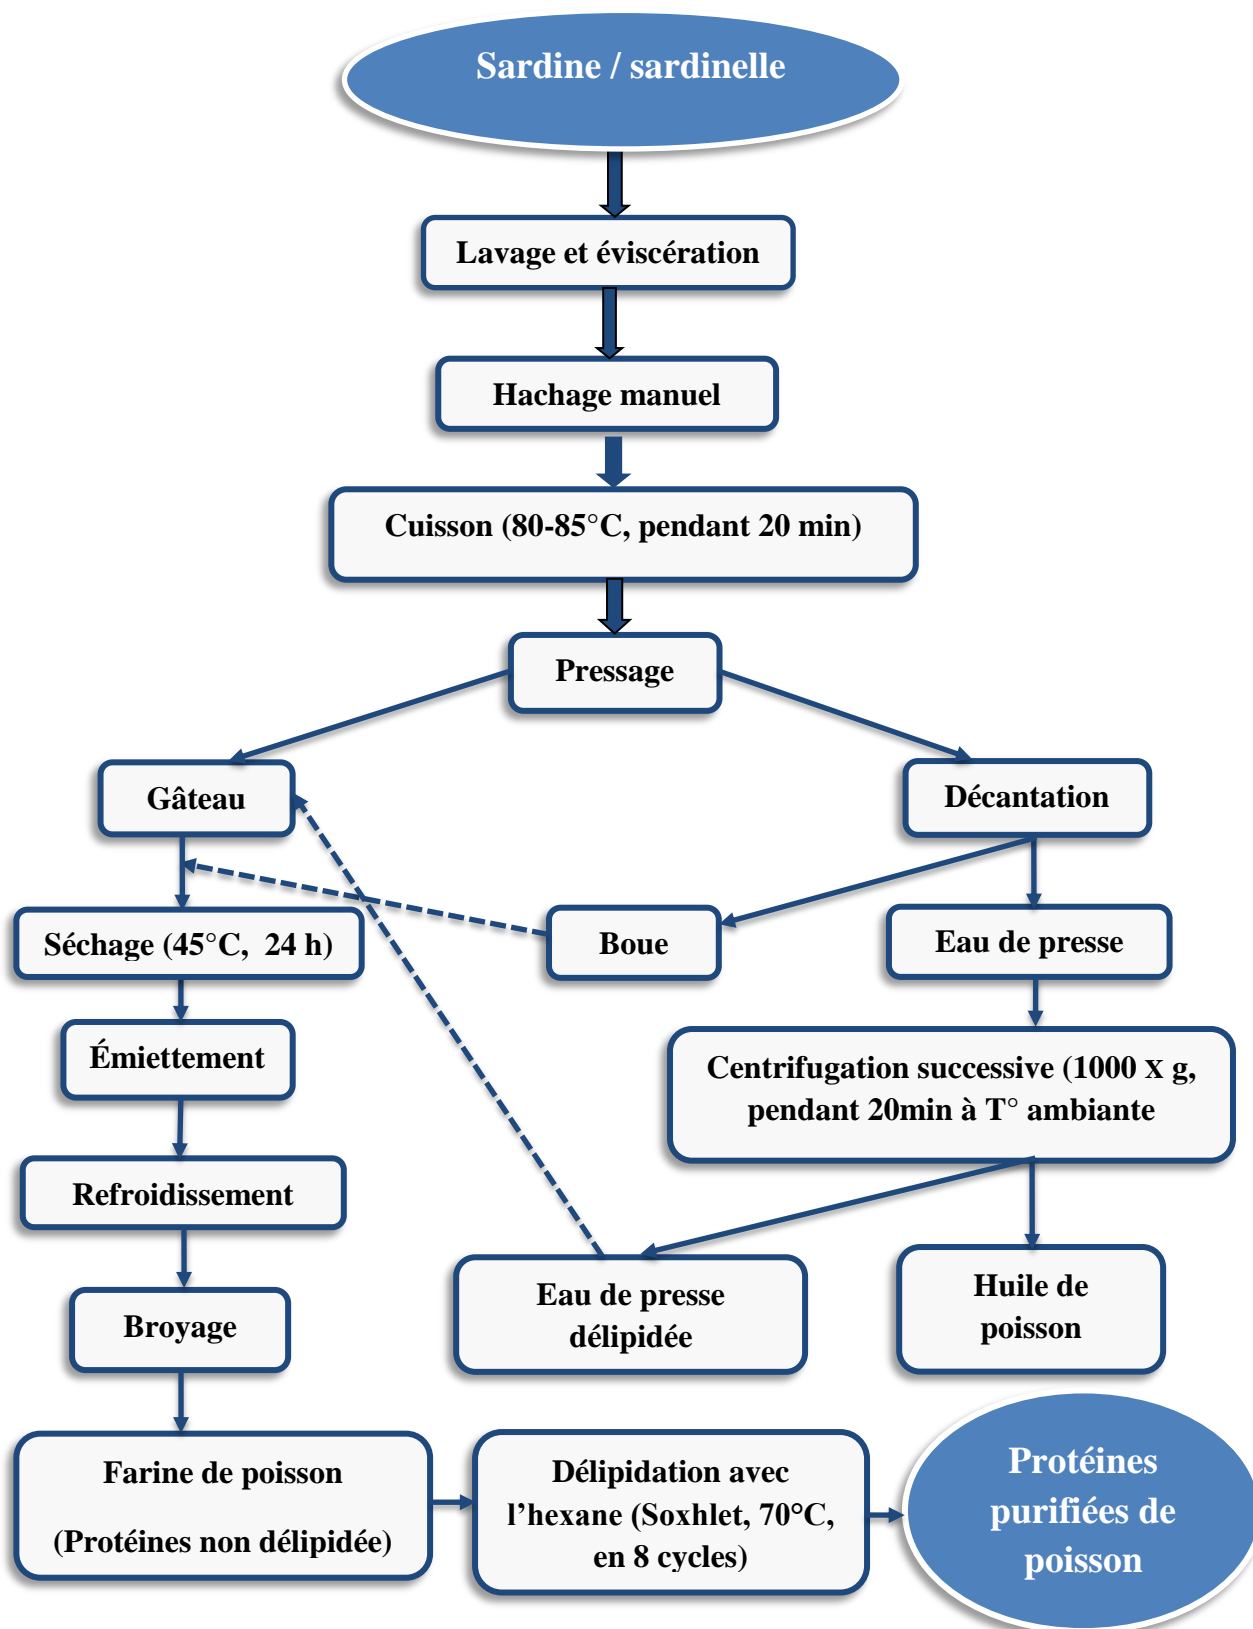 Sardine / sardinelle
Lavage et éviscération
Hachage manuel
Cuisson (80-85°C, pendant 20 min)
Pressage
Gâteau
Décantation
Séchage (45°C, 24 h)
Boue
Eau de presse
Émiettement
Centrifugation successive (1000 x g,
pendant 20min à T° ambiante
Refroidissement
Eau de presse
délipidée
Huile de
poisson
Broyage
Farine de poisson
(Protéines non délipidée)
Délipidation avec
l’hexane (Soxhlet, 70°C,
en 8 cycles)
Protéines
purifiées de
poisson